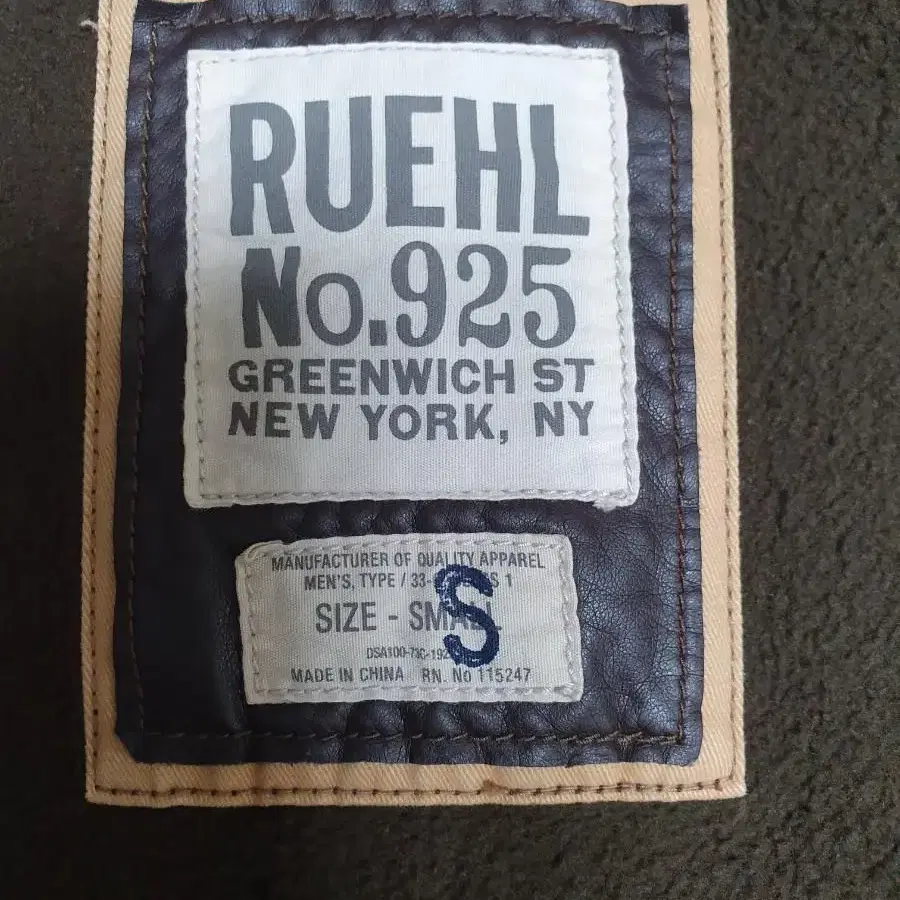 RUEHL
No.925
GREENWICH ST
NEW YORK, NY
MANUFACTURER OF QUALITY APPAREL
MEN'S, TYPE / 33- S 1
SIZE - SMALL
S
MADE IN CHINA RN. No 115247